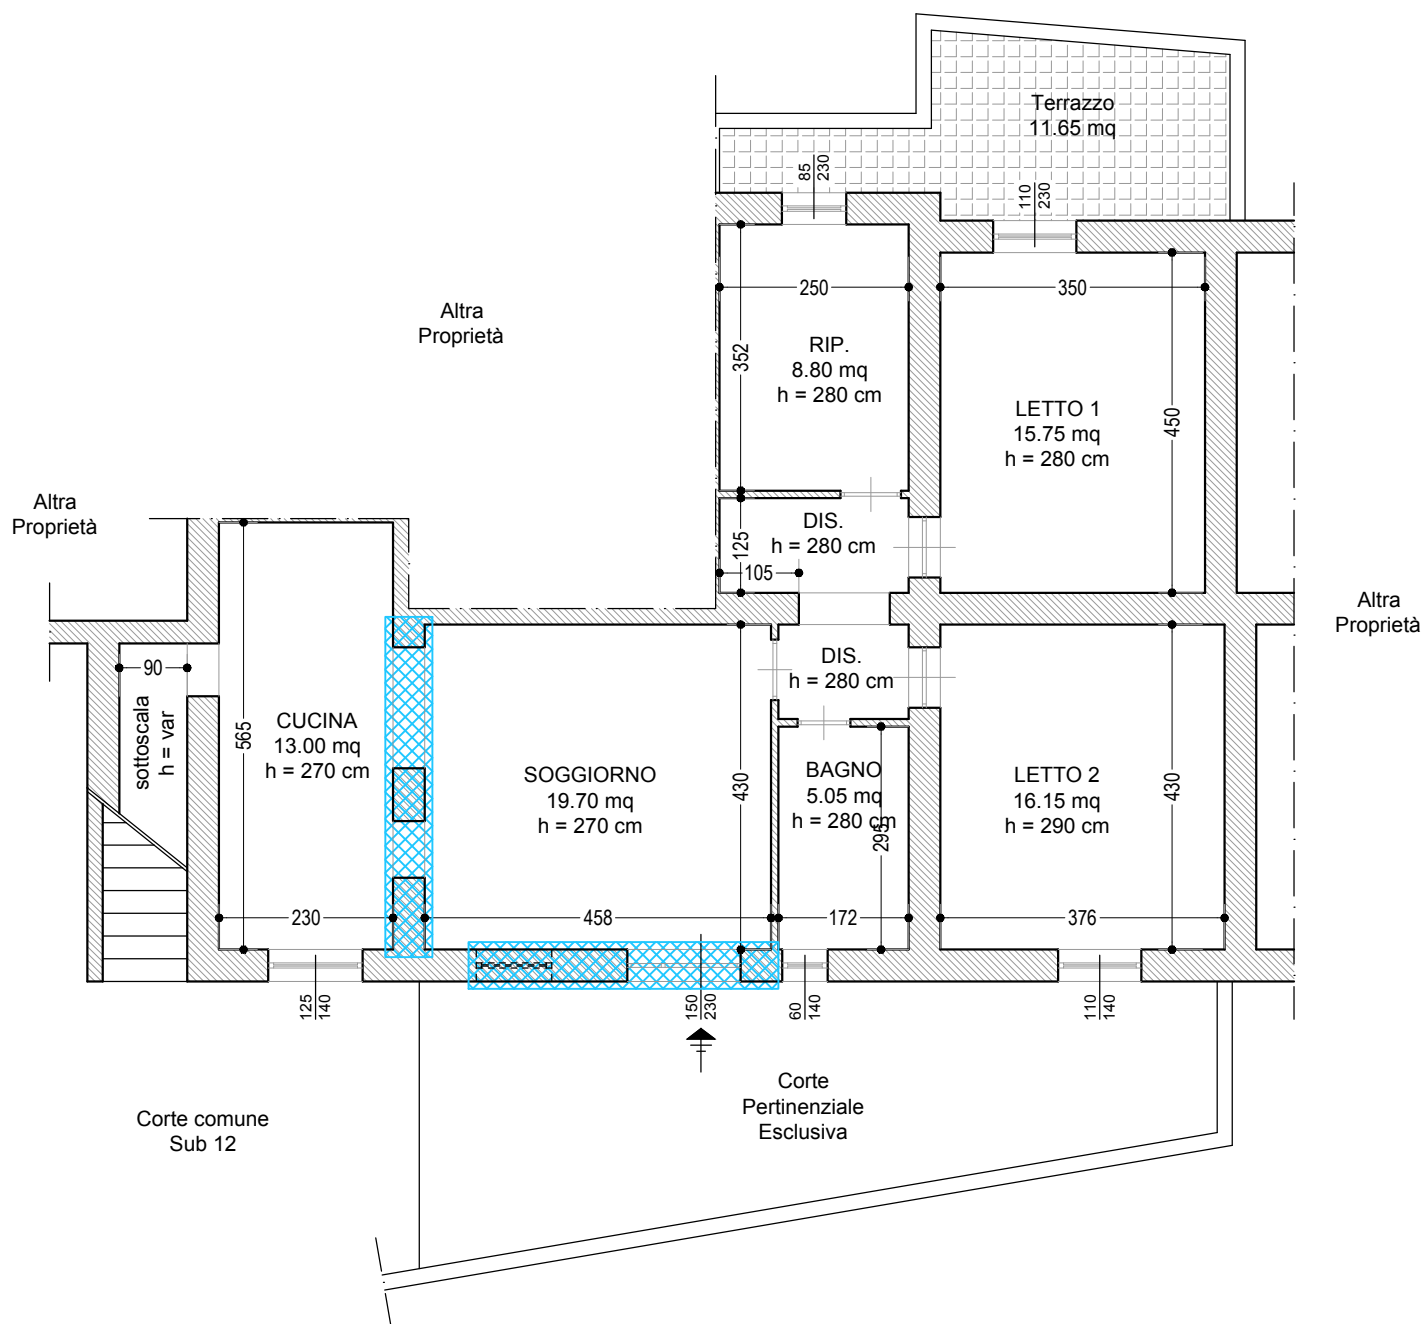 Terrazzo
11.65 mq
85
230
110
230
250
350
Altra
Proprietà
RIP.
8.80 mq
h = 280 cm
352
LETTO 1
15.75 mq
h = 280 cm
450
Altra
Proprietà
DIS.
h = 280 cm
125
105
Altra
Proprietà
90
sottoscala
h = var
565
CUCINA
13.00 mq
h = 270 cm
SOGGIORNO
19.70 mq
h = 270 cm
430
DIS.
h = 280 cm
BAGNO
5.05 mq
h = 280 cm
295
LETTO 2
16.15 mq
h = 290 cm
430
230
458
172
376
125
140
150
230
60
140
110
140
Corte
Pertinenziale
Esclusiva
Corte comune
Sub 12